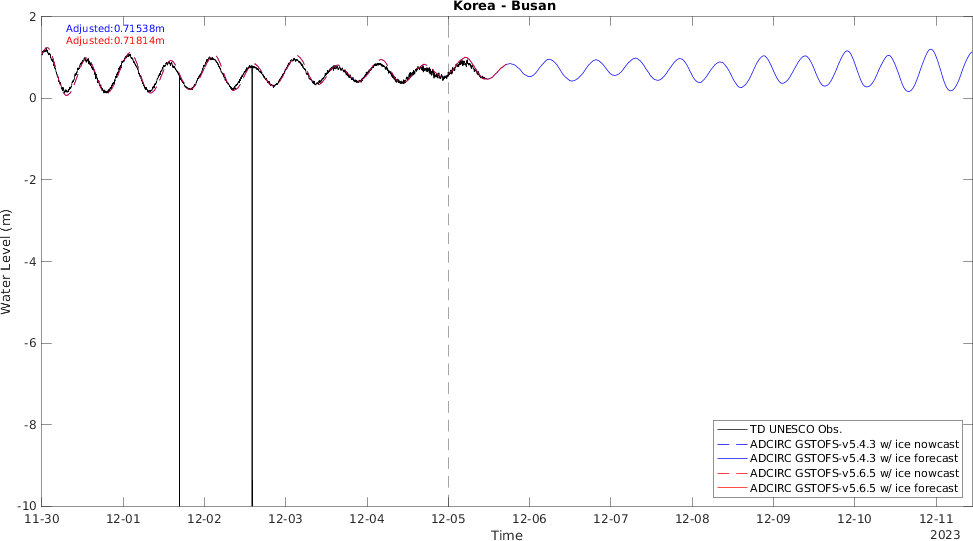 Korea - Busan
Adjusted:0.71538m
Adjusted:0.71814m
2
0
-2
-4
-6
-8
-10
Water Level (m)
11-30 12-01 12-02 12-03 12-04 12-05 12-06 12-07 12-08 12-09 12-10 12-11
2023
Time
TD UNESCO Obs.
ADCIRC GSTOFS-v5.4.3 w/ ice nowcast
ADCIRC GSTOFS-v5.4.3 w/ ice forecast
ADCIRC GSTOFS-v5.6.5 w/ ice nowcast
ADCIRC GSTOFS-v5.6.5 w/ ice forecast